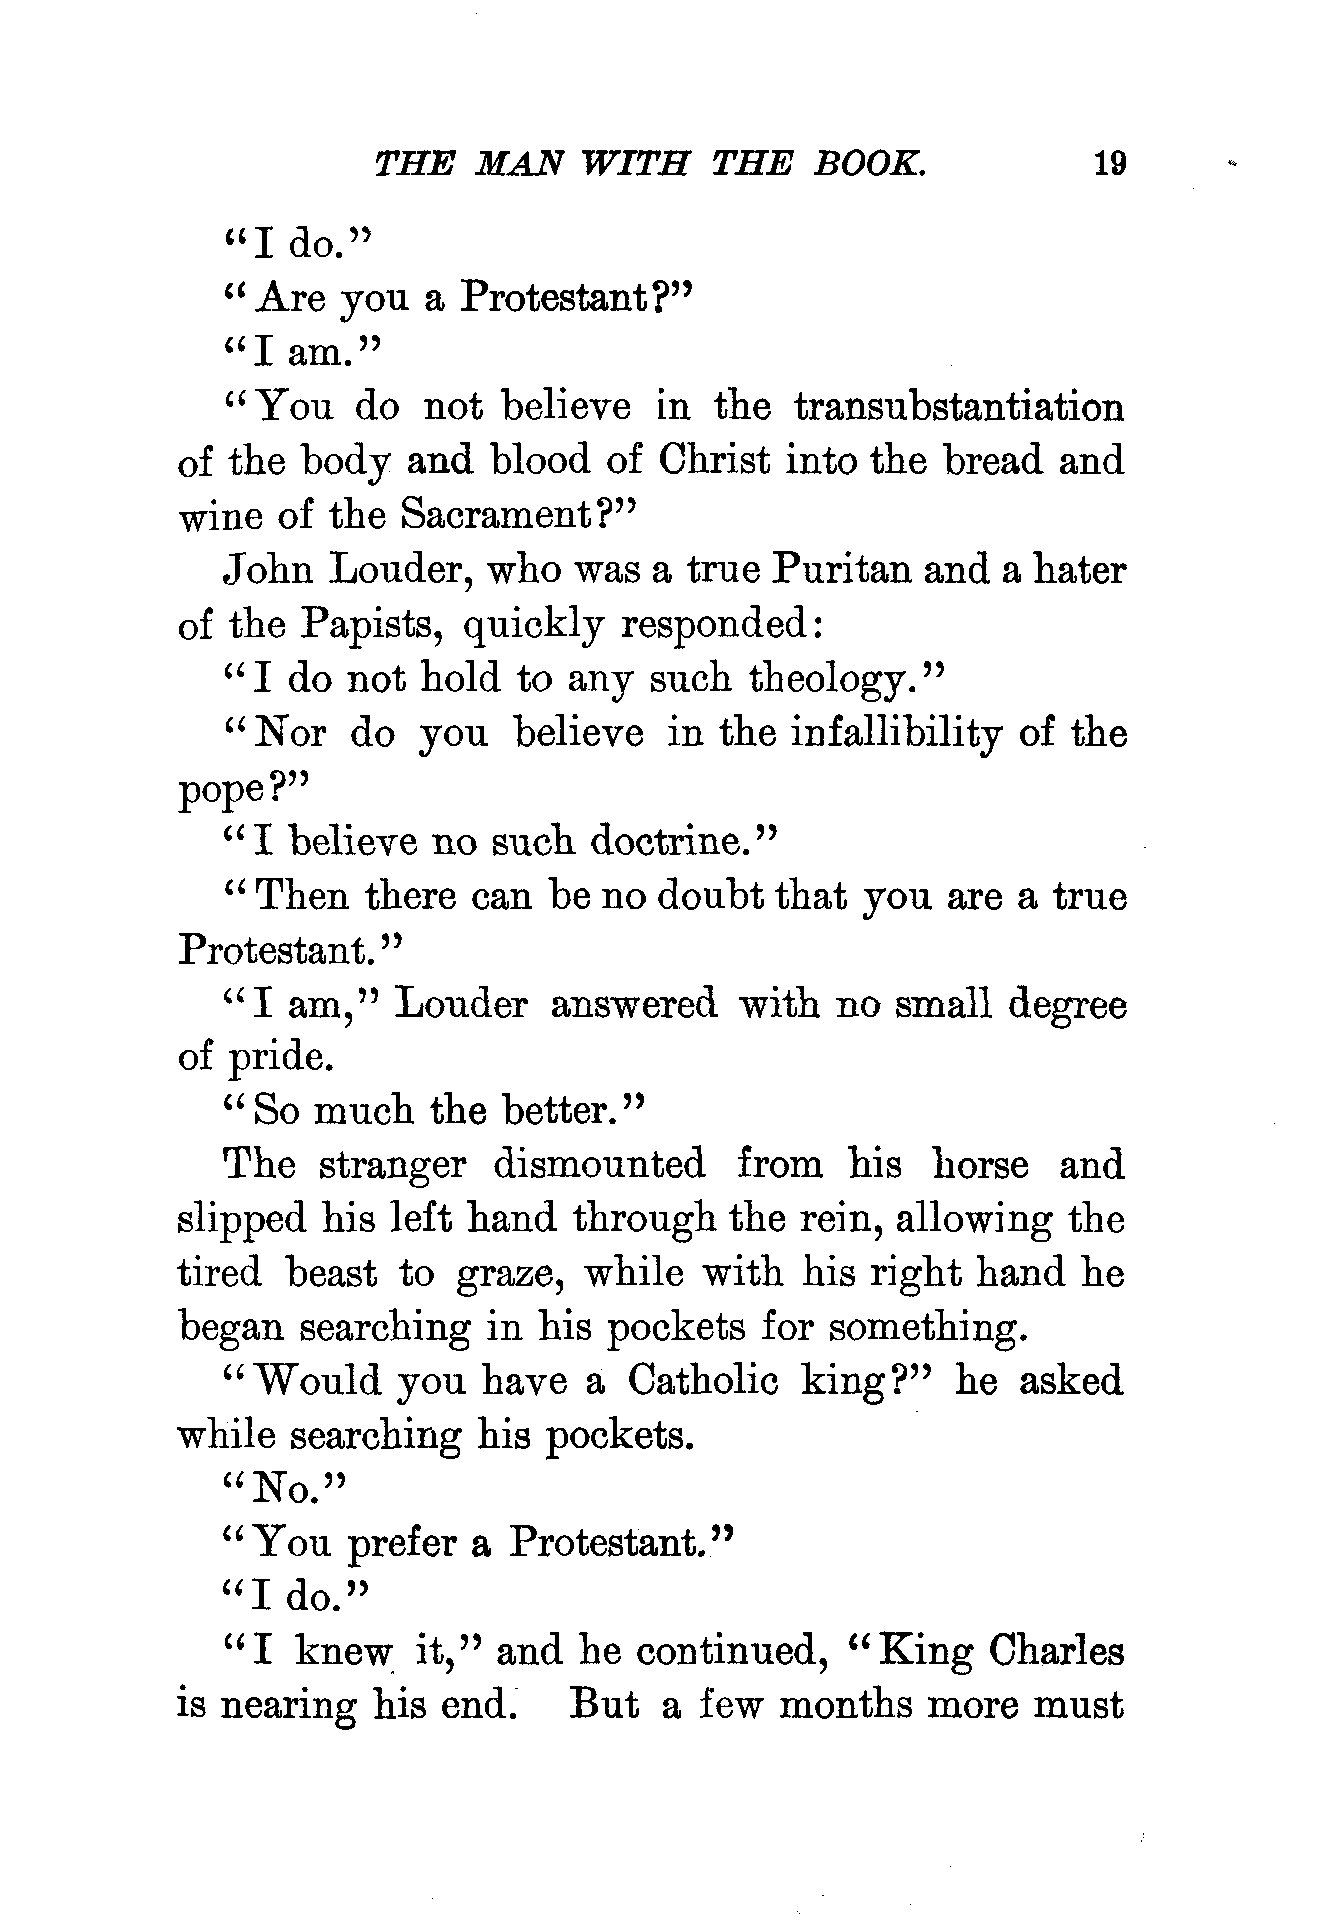 THE MAN WITH THE BOOK. 19
"I do."
"Are you a Protestant?"
"I am."
"You do not believe in the transubstantiation
of the body and blood of Christ into the bread and
wine of the Sacrament?"
John Louder, who was a true Puritan and a hater
of the Papists, quickly responded:
"I do not hold to any such theology."
"Nor do you believe in the infallibility of the
pope?"
"I believe no such doctrine."
"Then there can be no doubt that you are a true
Protestant."
"I am," Louder answered with no small degree
of pride.
"So much the better."
The stranger dismounted from his horse and
slipped his left hand through the rein, allowing the
tired beast to graze, while with his right hand he
began searching in his pockets for something.
"Would you have a Catholic king?" he asked
while searching his pockets.
"No."
"You prefer a Protestant."
"I do."
"I knew it," and he continued, "King Charles
is nearing his end. But a few months more must